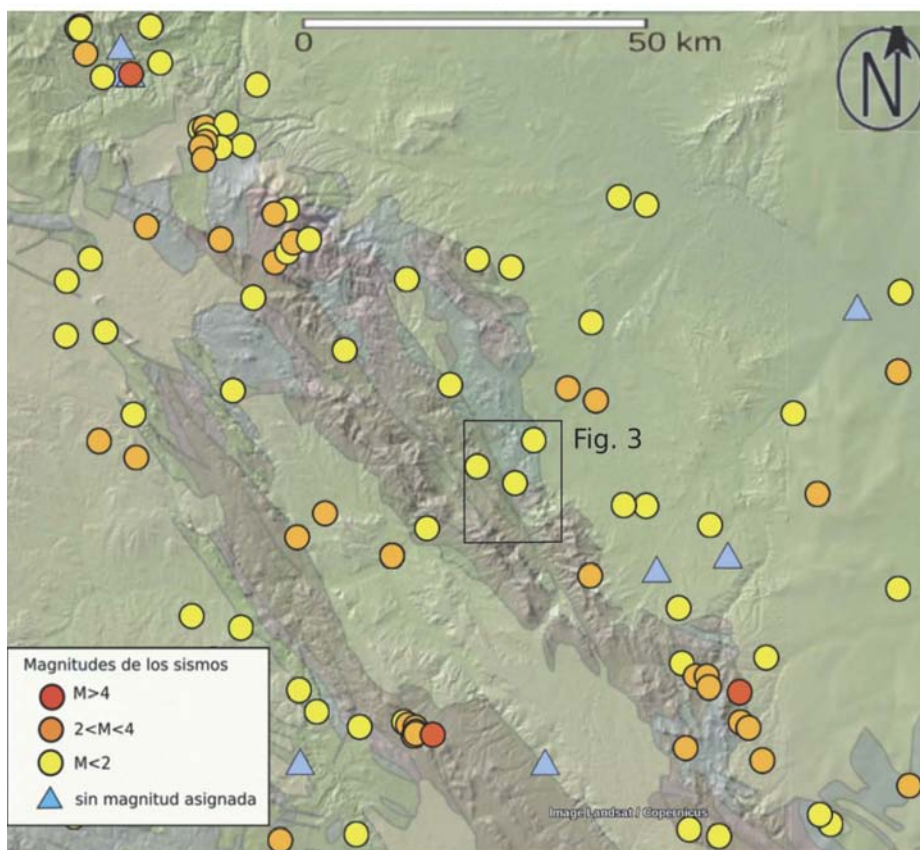 0 50 km
N
Fig. 3
Magnitudes de los sismos
M>4
2<M<4
M<2
sin magnitud asignada
Image Landsat / Copernicus